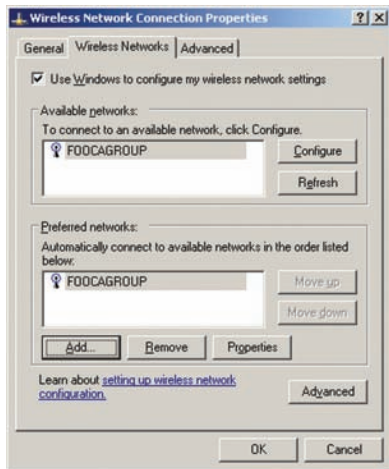 Wireless Network Connection Properties
General Wireless Networks Advanced
Use Windows to configure my wireless network settings
Available networks:
To connect to an available network, click Configure.
FOOCAGROUP
Configure
Refresh
Preferred networks:
Automatically connect to available networks in the order listed
below:
FOOCAGROUP
Move up
Move down
Add... Remove Properties
Learn about setting up wireless network
configuration.
Advanced
OK Cancel